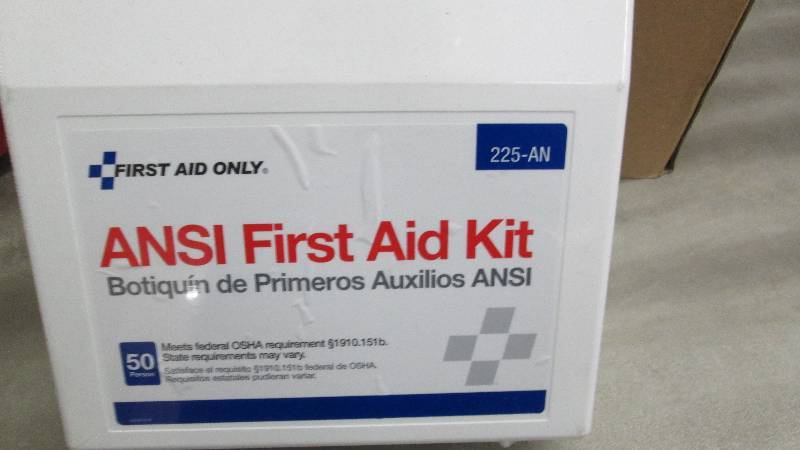 FIRST AID ONLY®
225-AN
ANSI First Aid Kit
Botiquín de Primeros Auxilios ANSI
50
Person
Meets federal OSHA requirement §1910.151b.
State requirements may vary.
Satisface el requisito §1910.151b federal de OSHA.
Requisitos estatales pudieran variar.